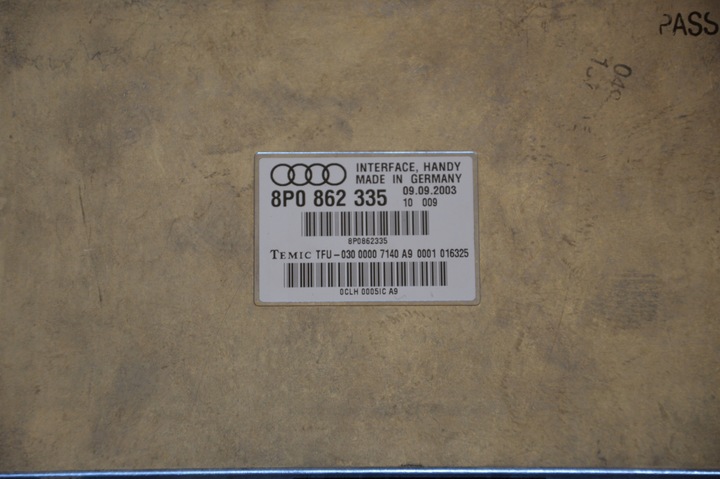 PASS
INTERFACE, HANDY
MADE IN GERMANY
8P0 862 335
09.09.2003
10 009
8P0862335
TEMIC TFU-030 0000 7140 A9 0001 016325
0CLH 0005IC A9